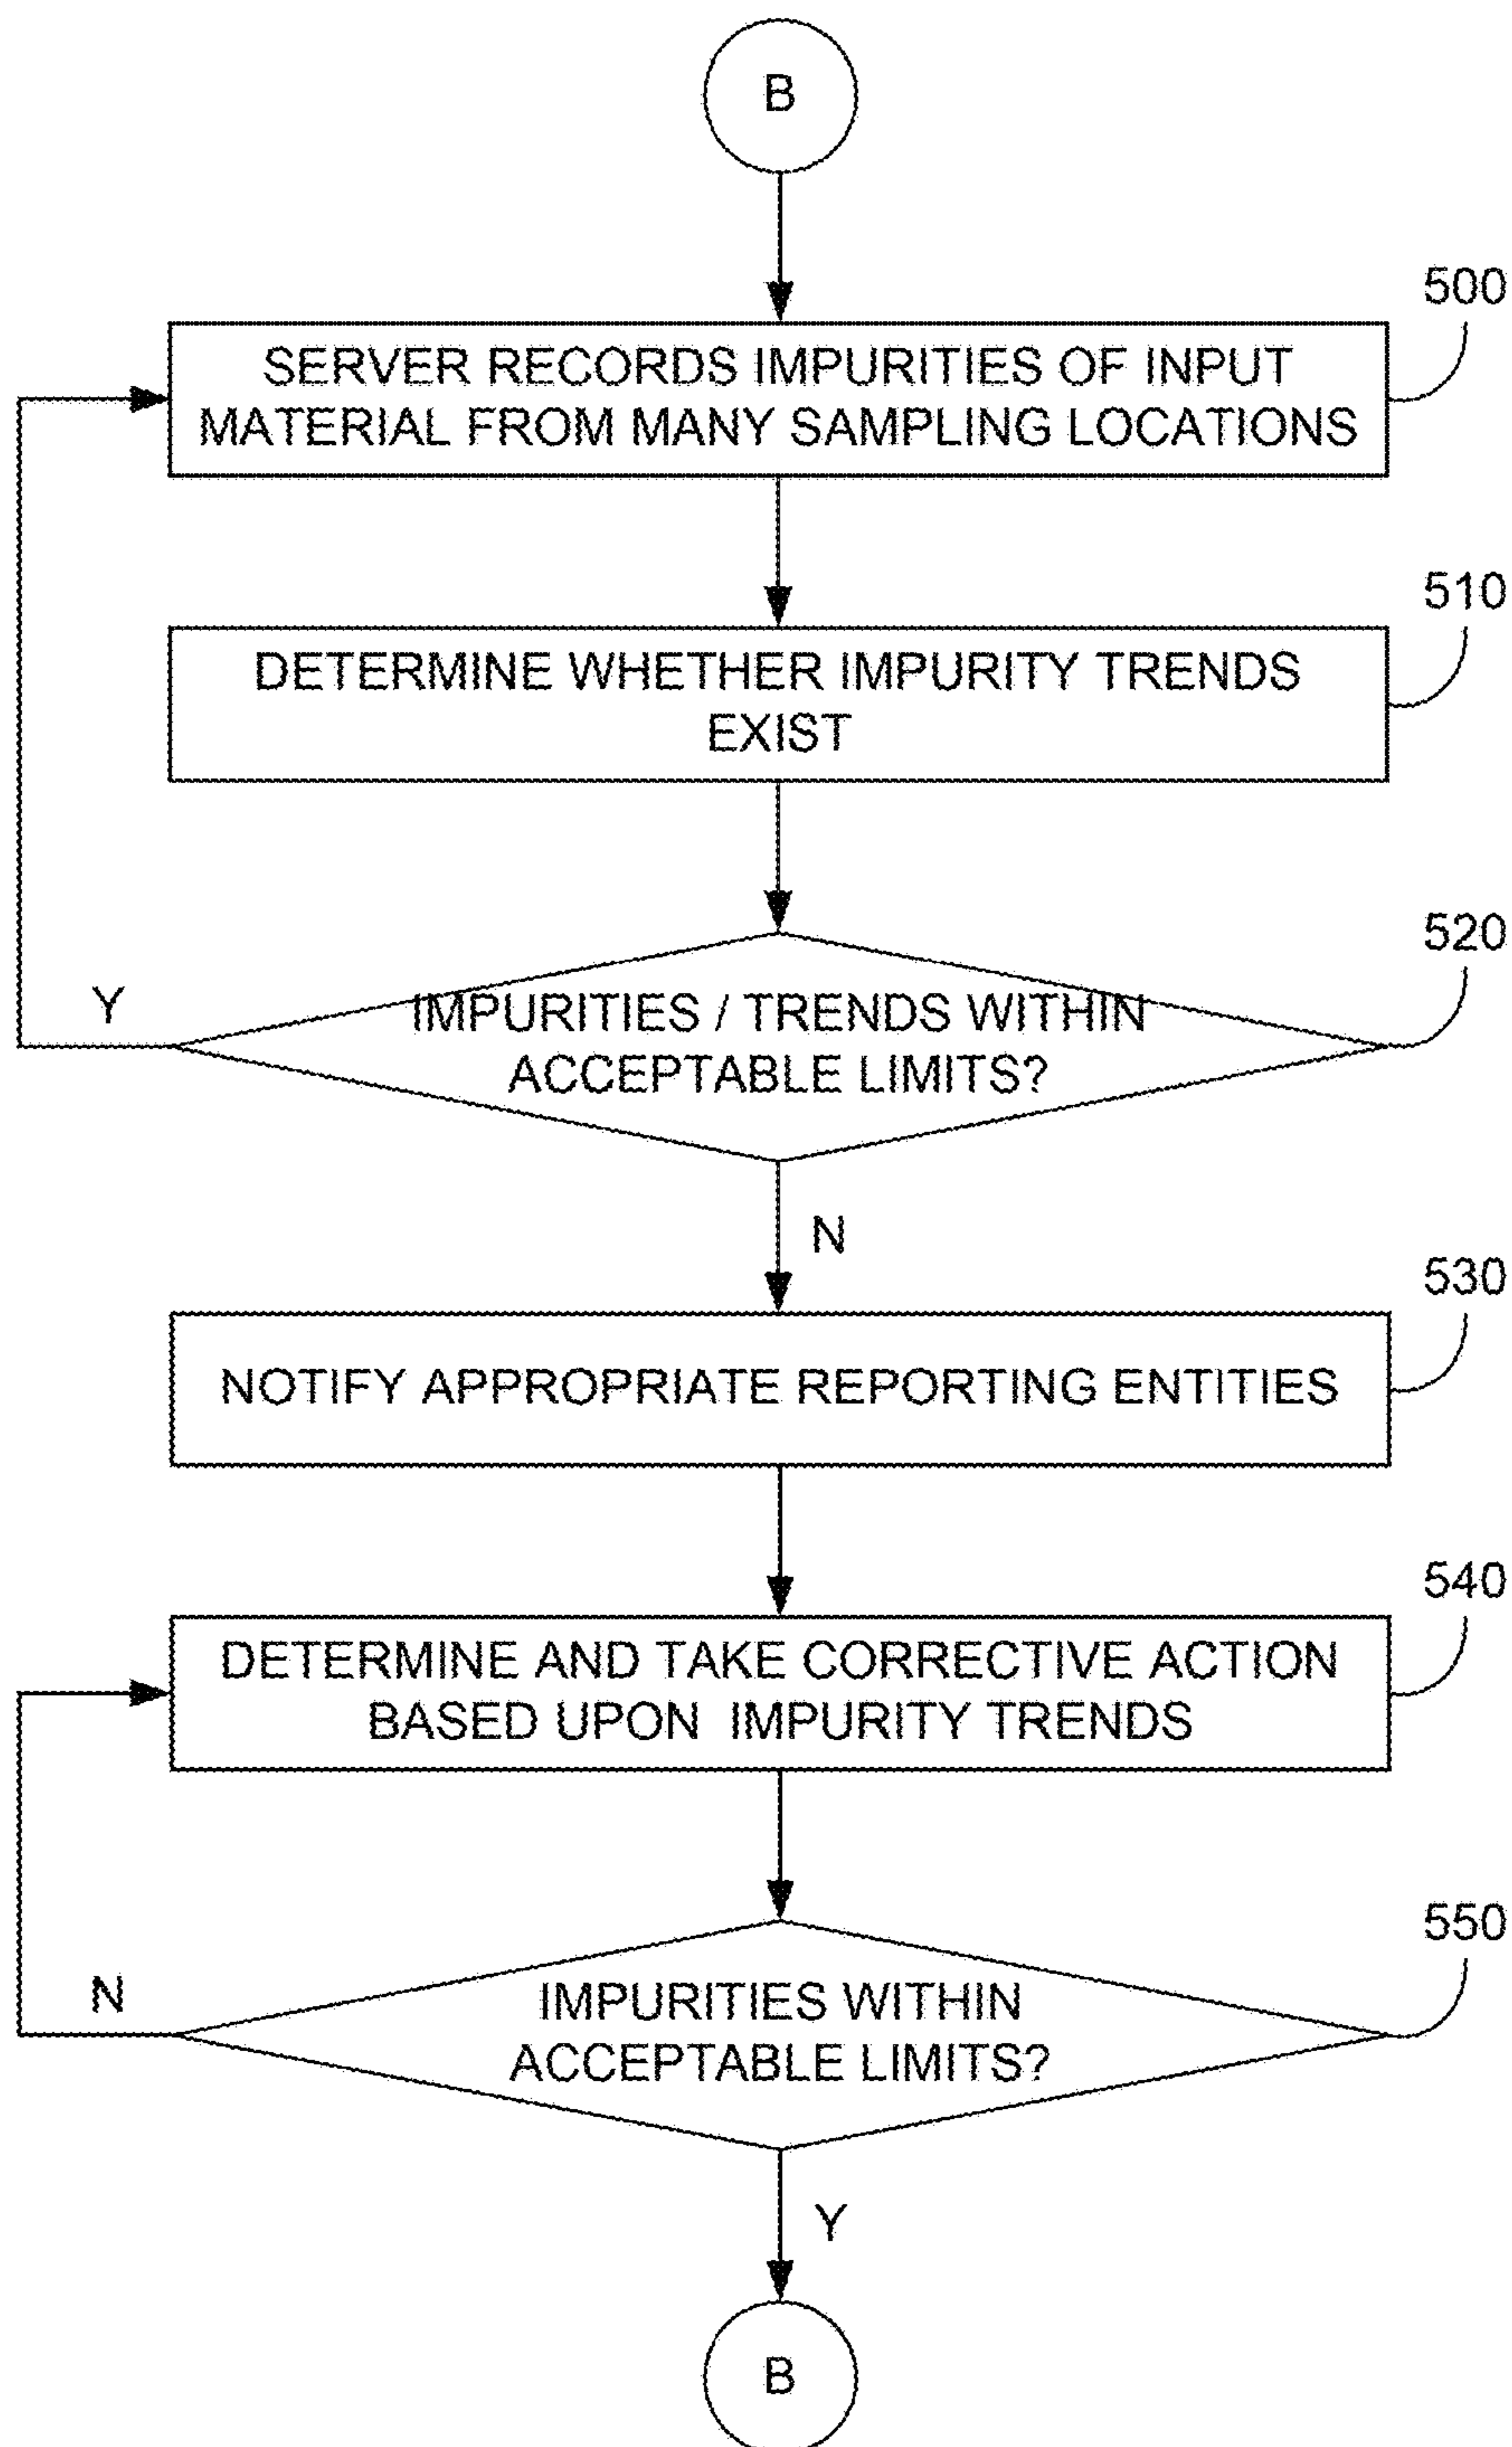 B
500
SERVER RECORDS IMPURITIES OF INPUT
MATERIAL FROM MANY SAMPLING LOCATIONS
510
DETERMINE WHETHER IMPURITY TRENDS
EXIST
520
Y
IMPURITIES / TRENDS WITHIN
ACCEPTABLE LIMITS?
N
530
NOTIFY APPROPRIATE REPORTING ENTITIES
540
DETERMINE AND TAKE CORRECTIVE ACTION
BASED UPON IMPURITY TRENDS
550
N
IMPURITIES WITHIN
ACCEPTABLE LIMITS?
Y
B